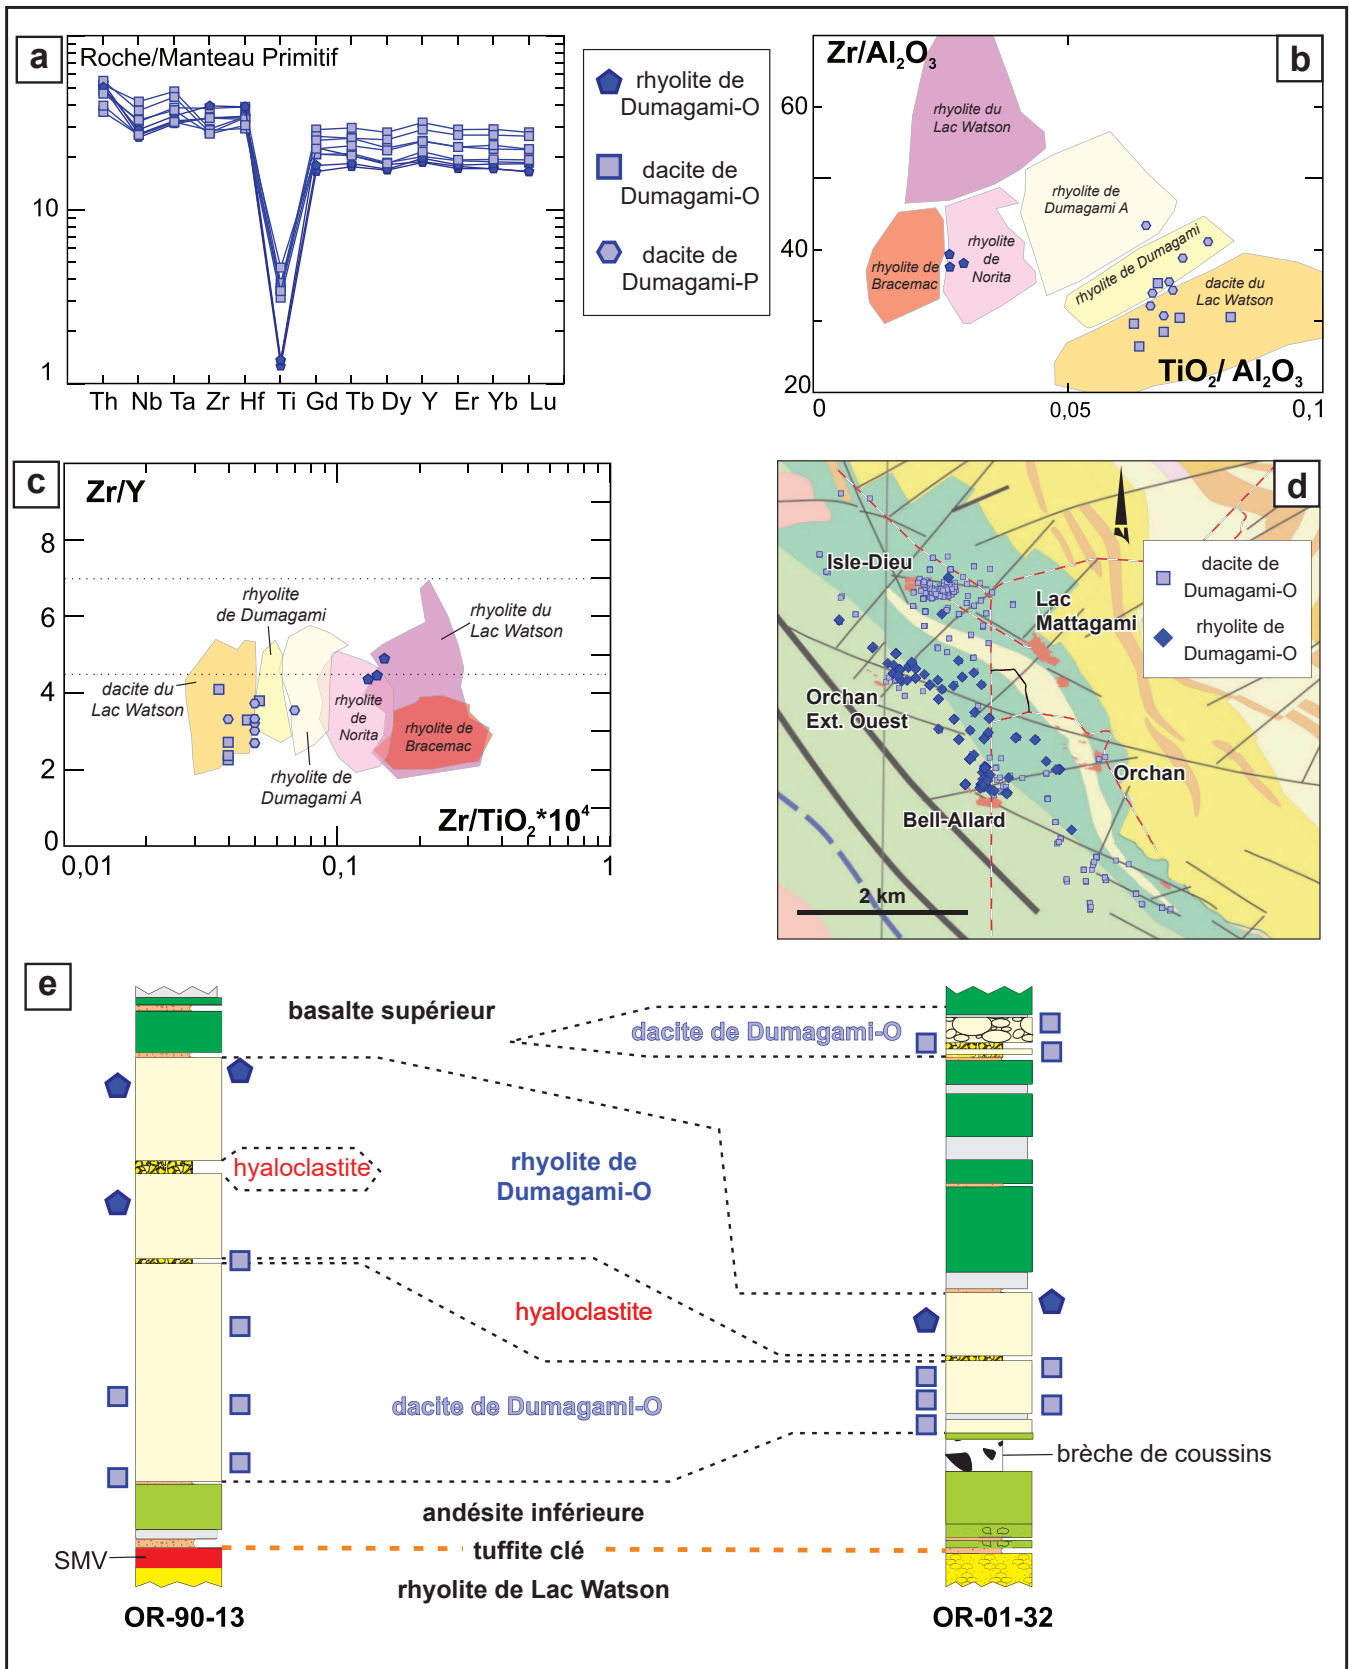 a
Roche/Manteau Primitif
10
1
Th Nb Ta Zr Hf Ti Gd Tb Dy Y Er Yb Lu
rhyolite de
Dumagami-O
dacite de
Dumagami-O
dacite de
Dumagami-P
b
Zr/Al₂O₃
60
40
20
0
0,05
0,1
TiO₂/ Al₂O₃
rhyolite du
Lac Watson
rhyolite de
Dumagami A
rhyolite
de
Norita
rhyolite de
Bracemac
rhyolite de Dumagami
dacite du
Lac Watson
c
Zr/Y
8
6
4
2
0
0,01
0,1
1
Zr/TiO₂*10⁴
rhyolite
de Dumagami
rhyolite du
Lac Watson
dacite du
Lac Watson
rhyolite
de
Norita
rhyolite de
Bracemac
rhyolite de
Dumagami A
d
N
dacite de
Dumagami-O
rhyolite de
Dumagami-O
Isle-Dieu
Lac
Mattagami
Orchan
Ext. Ouest
Orchan
Bell-Allard
2 km
e
basalte supérieur
dacite de Dumagami-O
hyaloclastite
rhyolite de
Dumagami-O
hyaloclastite
dacite de Dumagami-O
brèche de coussins
andésite inférieure
tuffite clé
SMV
rhyolite de Lac Watson
OR-90-13
OR-01-32